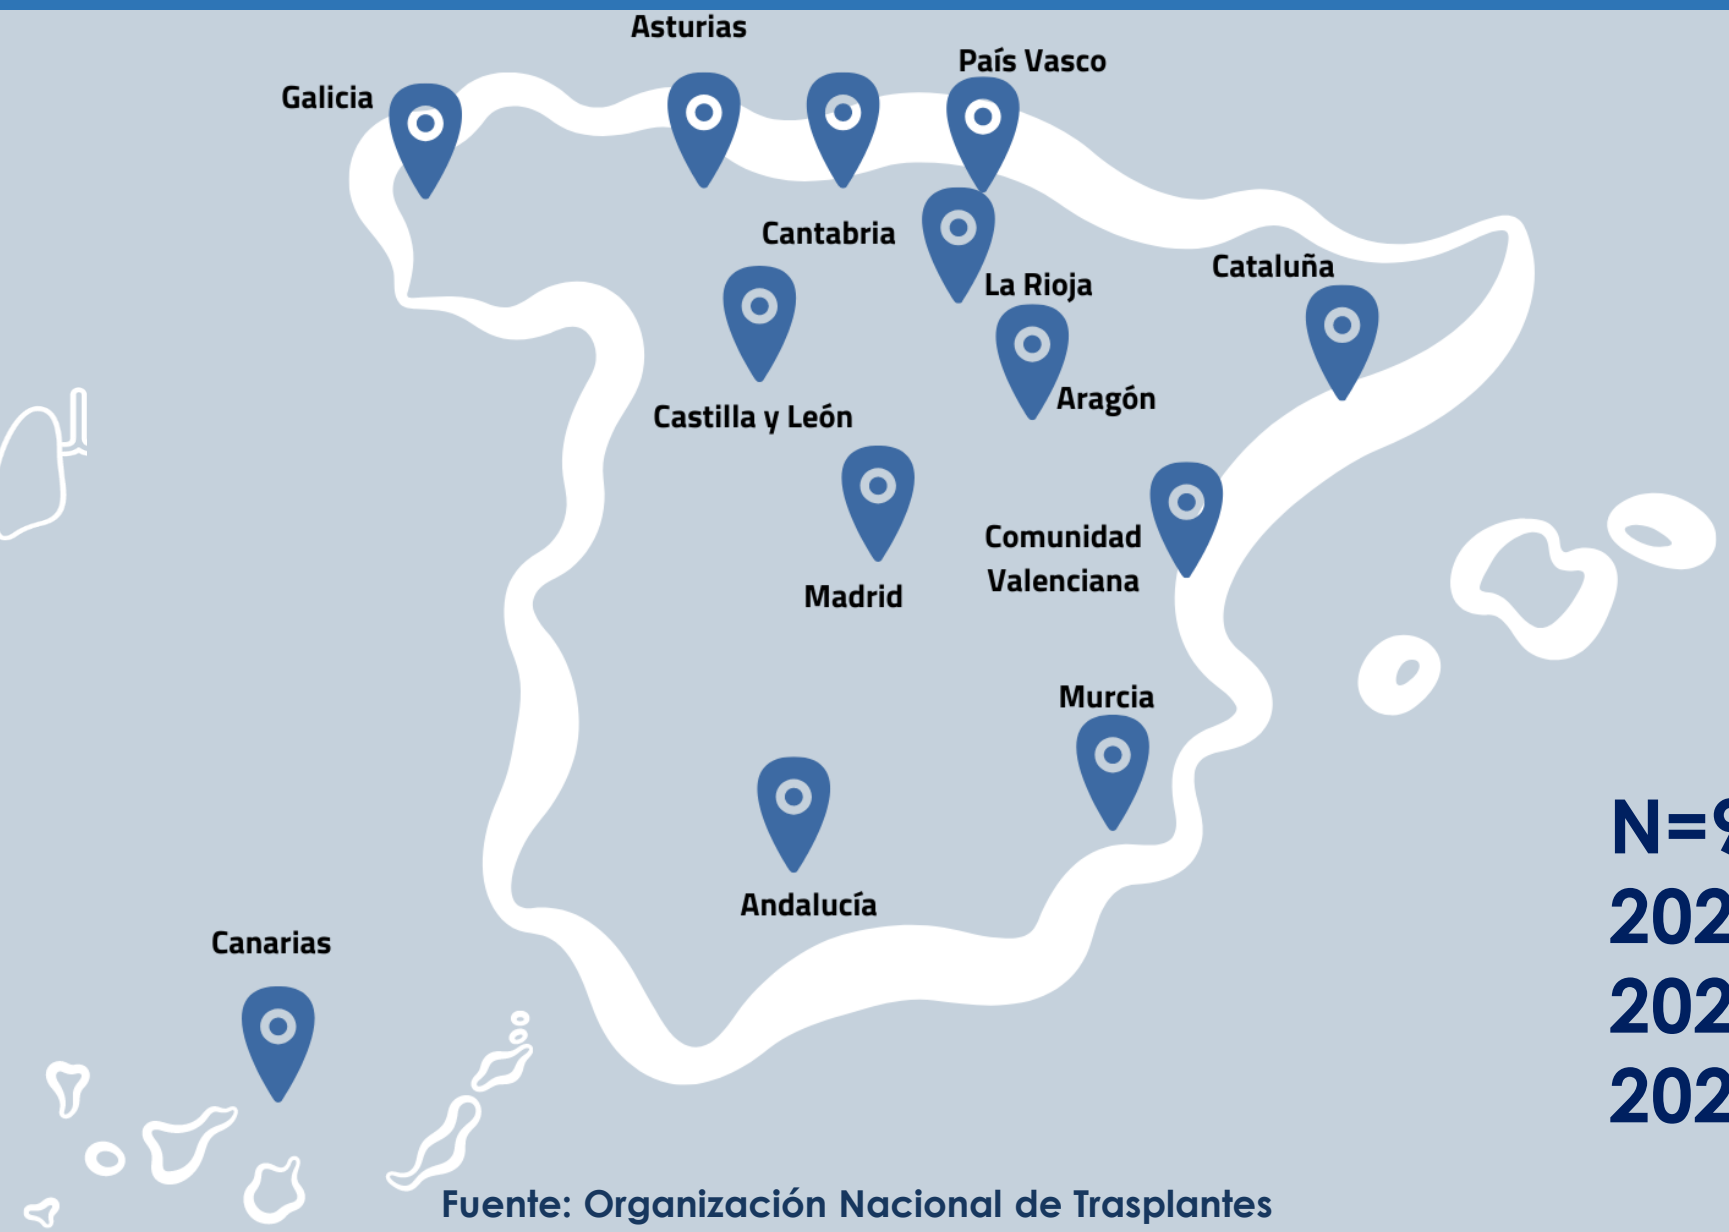 Asturias
País Vasco
Galicia
Cantabria
La Rioja
Cataluña
Castilla y León
Aragón
Madrid
Comunidad
Valenciana
Murcia
Andalucía
Canarias
Fuente: Organización Nacional de Trasplantes